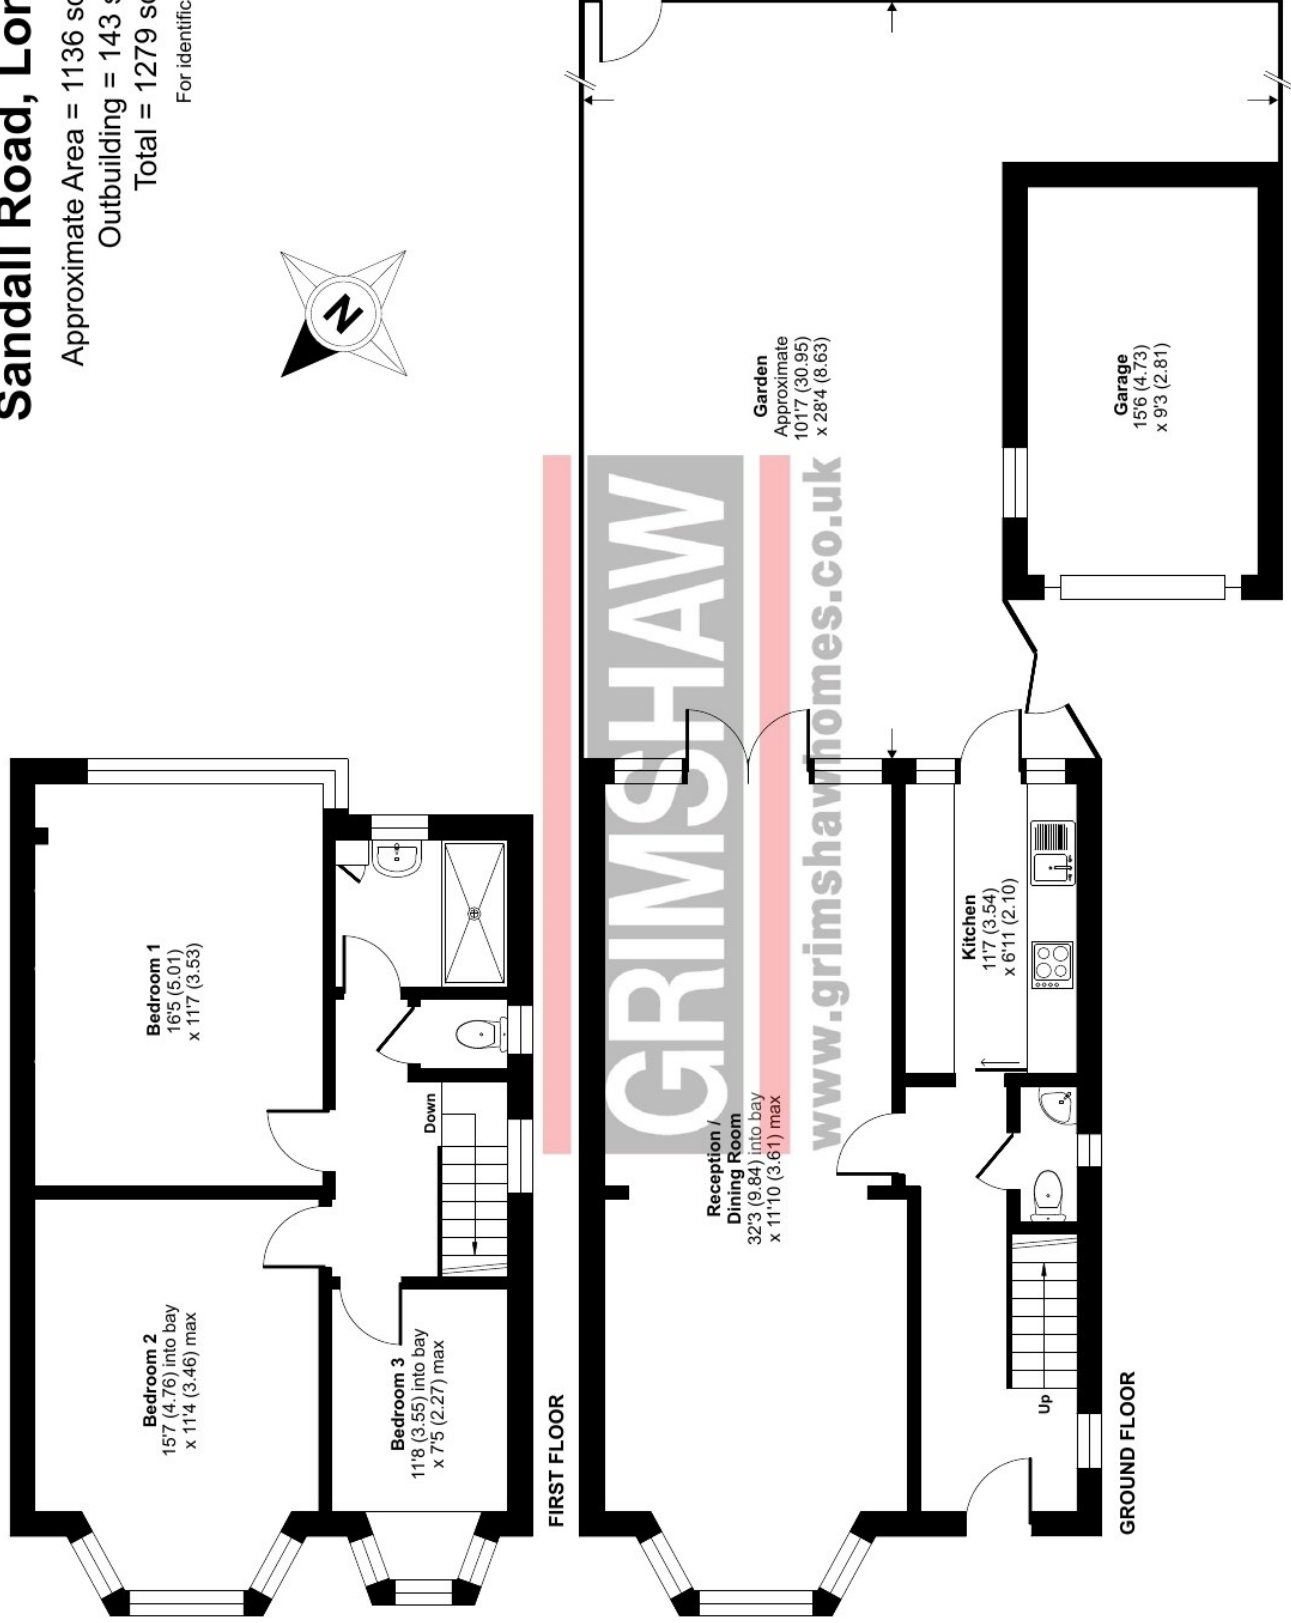 Sandall Road,
Approximate Area = 1136
Outbuilding = 143
Total = 1279
For
N
Bedroom 1
16'5 (5.01)
x 11'7 (3.53)
Bedroom 2
15'7 (4.76) into bay
x 11'4 (3.46) max
Bedroom 3
11'8 (3.55) into bay
x 7'5 (2.27) max
Down
FIRST FLOOR
Garden
Approximate
101'7 (30.95)
x 28'4 (8.63)
Garage
15'6 (4.73)
x 9'3 (2.81)
Reception /
Dining Room
32'3 (9.84) into bay
x 11'10 (3.61) max
Kitchen
11'7 (3.54)
x 6'11 (2.10)
Up
GROUND FLOOR
GRIMSHAW
www.grimshawhomes.co.uk